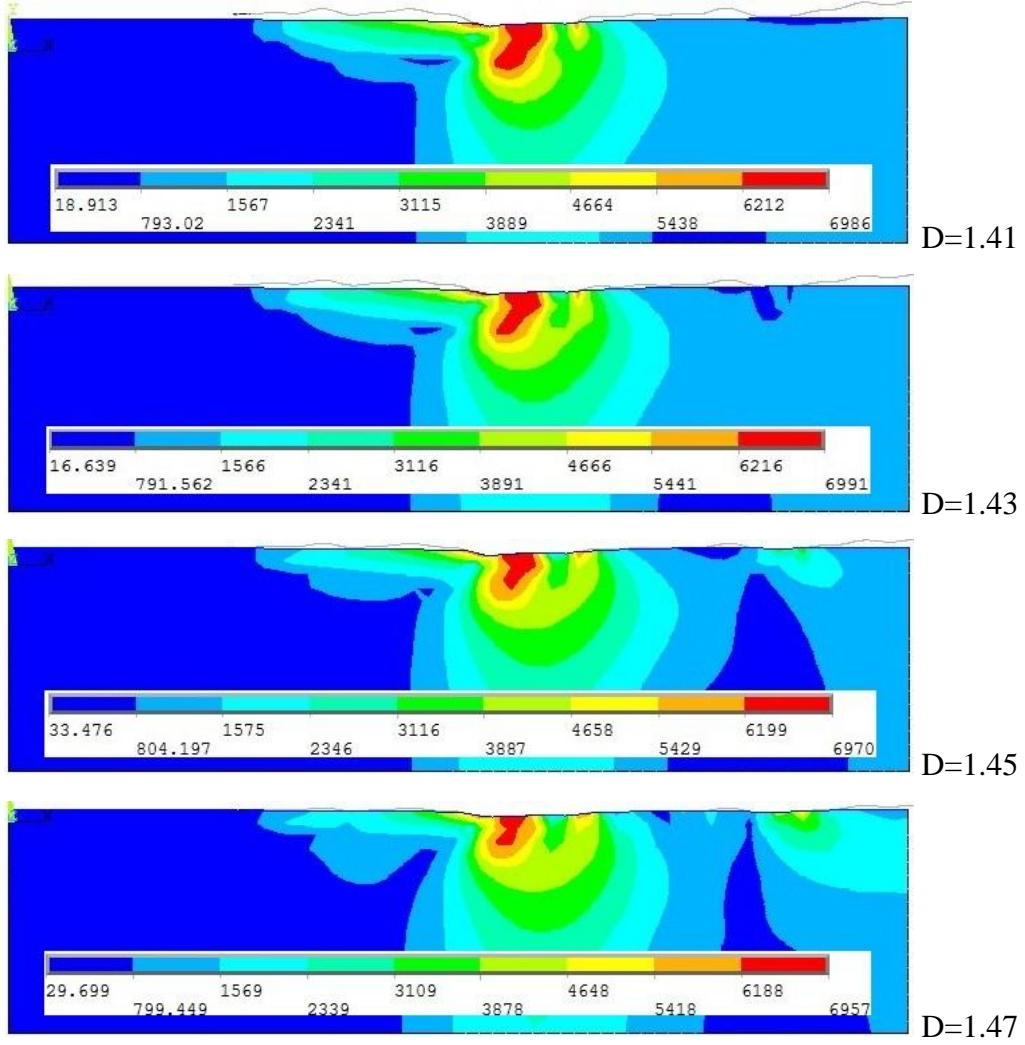 18.913 1567 3115 4664 6212
793.02 2341 3889 5438 6986
D=1.41
16.639 1566 3116 4666 6216
791.562 2341 3891 5441 6991
D=1.43
33.476 1575 3116 4658 6199
804.197 2346 3887 5429 6970
D=1.45
29.699 1569 3109 4648 6188
799.449 2339 3878 5418 6957
D=1.47